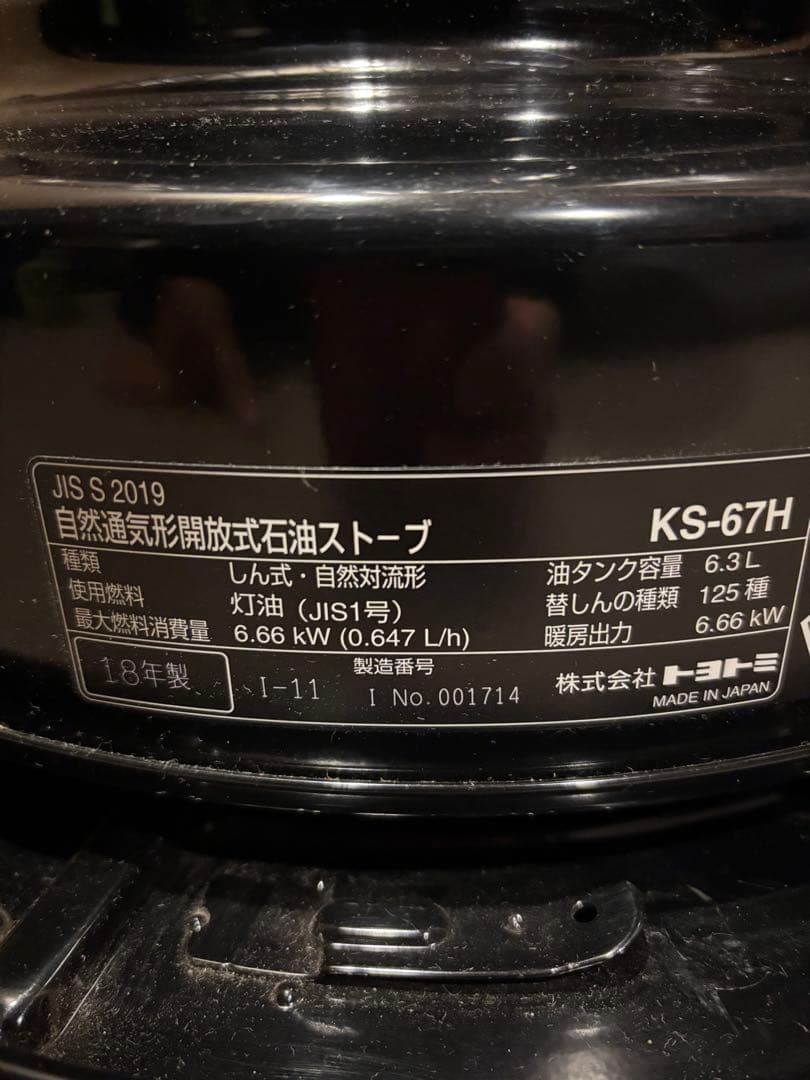 JIS S 2019
自然通気形開放式石油ストーブ KS-67H
種類 しん式・自然対流形 油タンク容量 6.3 L
使用燃料 灯油（JIS1号） 替しんの種類 125 種
最大燃料消費量 6.66 kW (0.647 L/h) 暖房出力 6.66 kW
18年製 I-11 製造番号 I No.001714 株式会社トヨトミ
MADE IN JAPAN